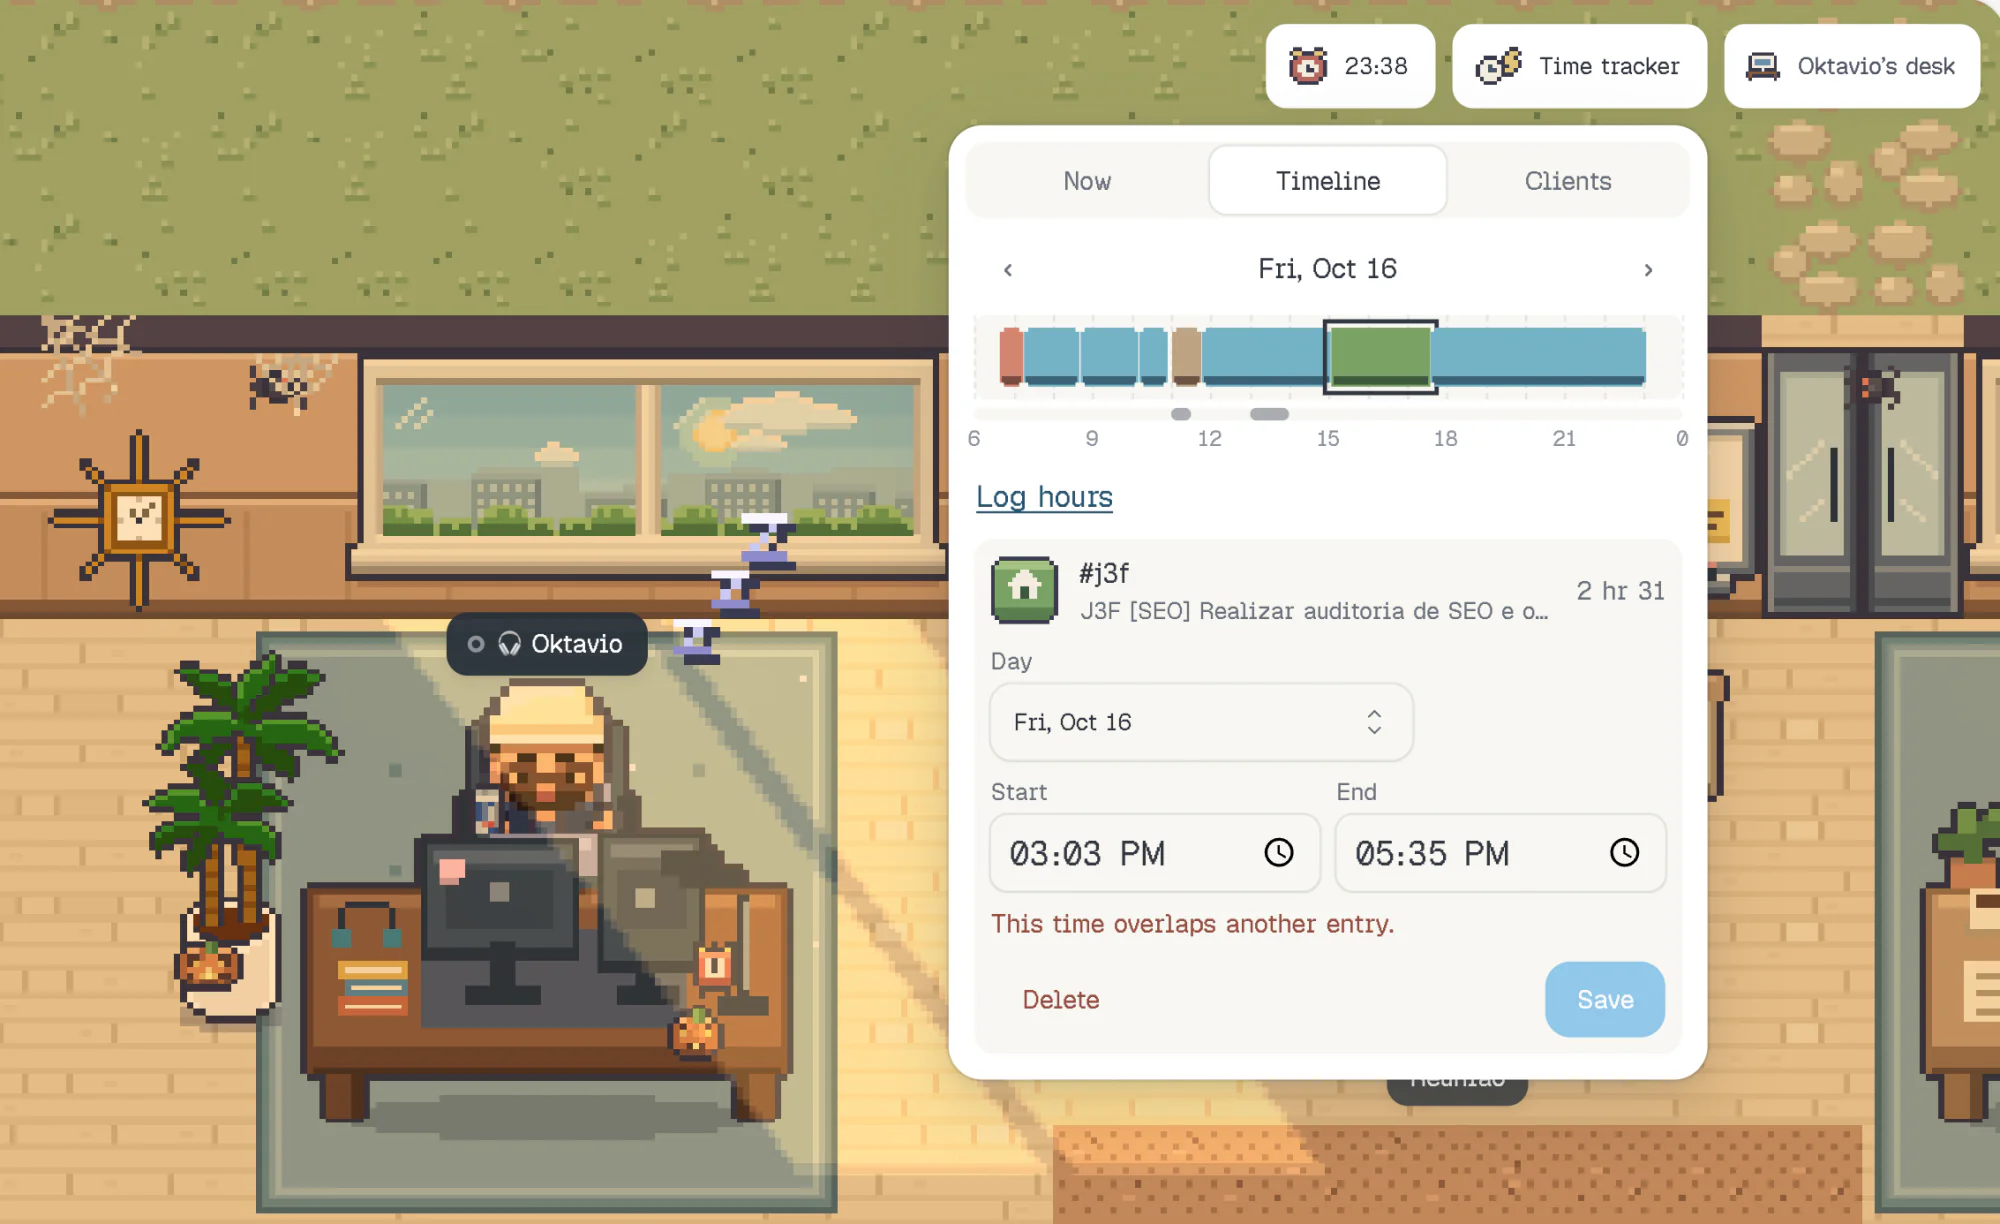 23:38
Time tracker
Oktavio's desk
Now
Timeline
Clients
Fri, Oct 16
6 9 12 15 18 21 0
Log hours
#j3f
2 hr 31
J3F [SEO] Realizar auditoria de SEO e o...
Oktavio
Day
Fri, Oct 16
Start
End
03:03 PM
05:35 PM
This time overlaps another entry.
Delete
Save
Reunião